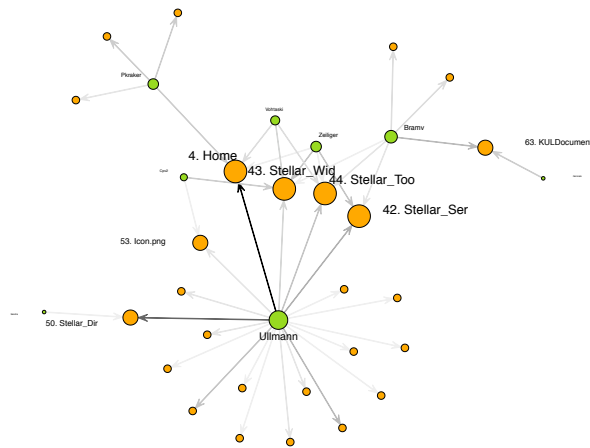 Pkraker
Vohtaski
Bramv
Zeiliger
63. KULDocumen
4. Home
43. Stellar_Wid
44. Stellar_Too
42. Stellar_Ser
53. Icon.png
50. Stellar_Dir
Ullmann